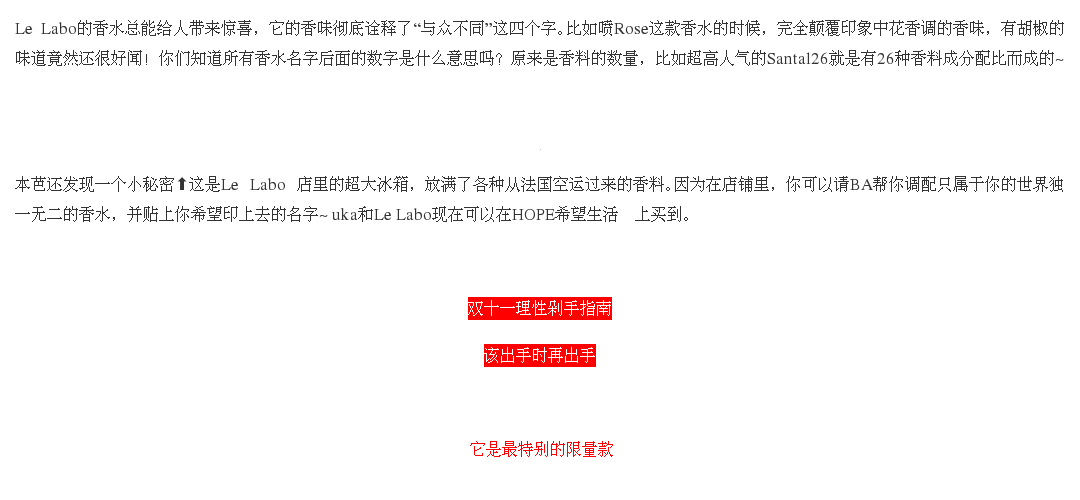 Le Labo的香水总能给人带来惊喜，它的香味彻底诠释了“与众不同”这四个字。比如喷Rose这款香水的时候，完全颠覆印象中花香调的香味，有胡椒的
味道竟然还很好闻！你们知道所有香水名字后面的数字是什么意思吗？原来是香料的数量，比如超高人气的Santal26就是有26种香料成分配比而成的~
本芭还发现一个小秘密⬆这是Le Labo 店里的超大冰箱，放满了各种从法国空运过来的香料。因为在店铺里，你可以请BA帮你调配只属于你的世界独
一无二的香水，并贴上你希望印上去的名字~ uka和Le Labo现在可以在HOPE希望生活 上买到。
双十一理性剁手指南
该出手时再出手
它是最特别的限量款